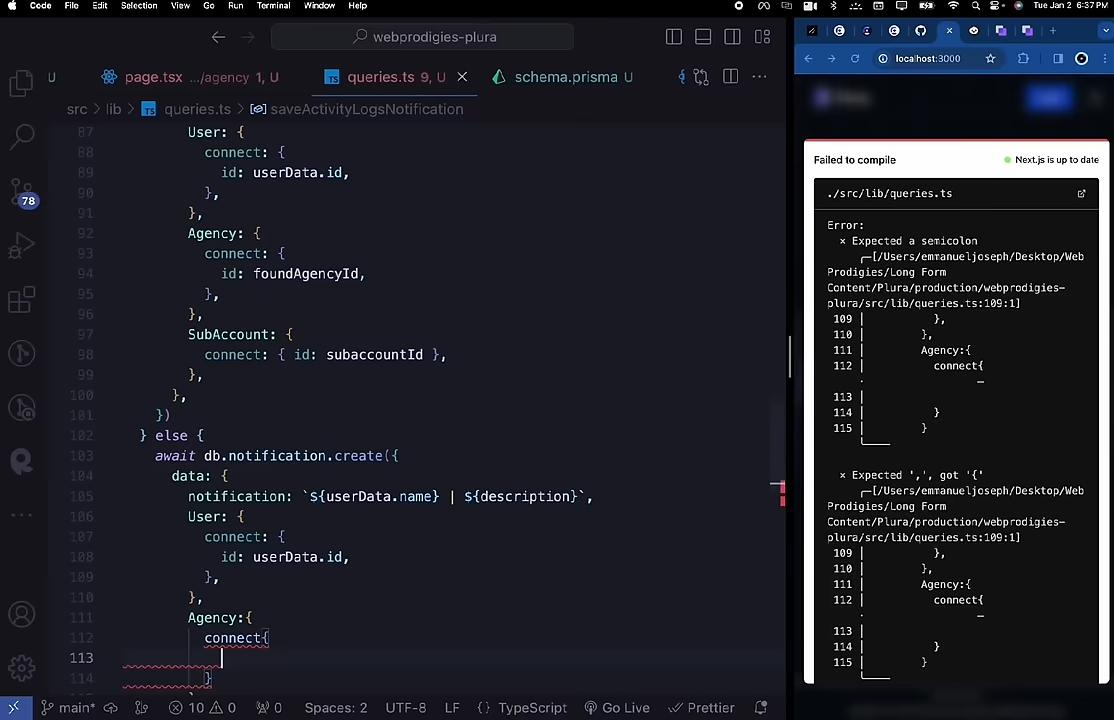 Code File Edit Selection View Go Run Terminal Window Help
Tue Jan 2 6:37 PM
webprodigies-plura
U page.tsx .../agency 1, U queries.ts 9, U schema.prisma U
src > lib > queries.ts > saveActivityLogsNotification
87 User: {
88 connect: {
89 id: userData.id,
90 },
91 },
92 Agency: {
93 connect: {
94 id: foundAgencyId,
95 },
96 },
97 SubAccount: {
98 connect: { id: subaccountId },
99 },
100 },
101 })
102 } else {
103 await db.notification.create({
104 data: {
105 notification: `${userData.name} | ${description}`,
106 User: {
107 connect: {
108 id: userData.id,
109 },
110 },
111 Agency:{
112 connect{
113
114 }
78
main* 10 0 0 Spaces: 2 UTF-8 LF {} TypeScript Go Live Prettier
localhost:3000
Failed to compile
Next.js is up to date
./src/lib/queries.ts
Error:
× Expected a semicolon
╭─[/Users/emmanueljoseph/Desktop/Web
Prodigies/Long Form
Content/Plura/production/webprodigies-
plura/src/lib/queries.ts:109:1]
109 │ },
110 │ },
111 │ Agency:{
112 │ connect{
· ─
113 │
114 │ }
115 │ }
╰────
× Expected ',', got '{'
╭─[/Users/emmanueljoseph/Desktop/Web
Prodigies/Long Form
Content/Plura/production/webprodigies-
plura/src/lib/queries.ts:109:1]
109 │ },
110 │ },
111 │ Agency:{
112 │ connect{
· ─
113 │
114 │ }
115 │ }
╰────